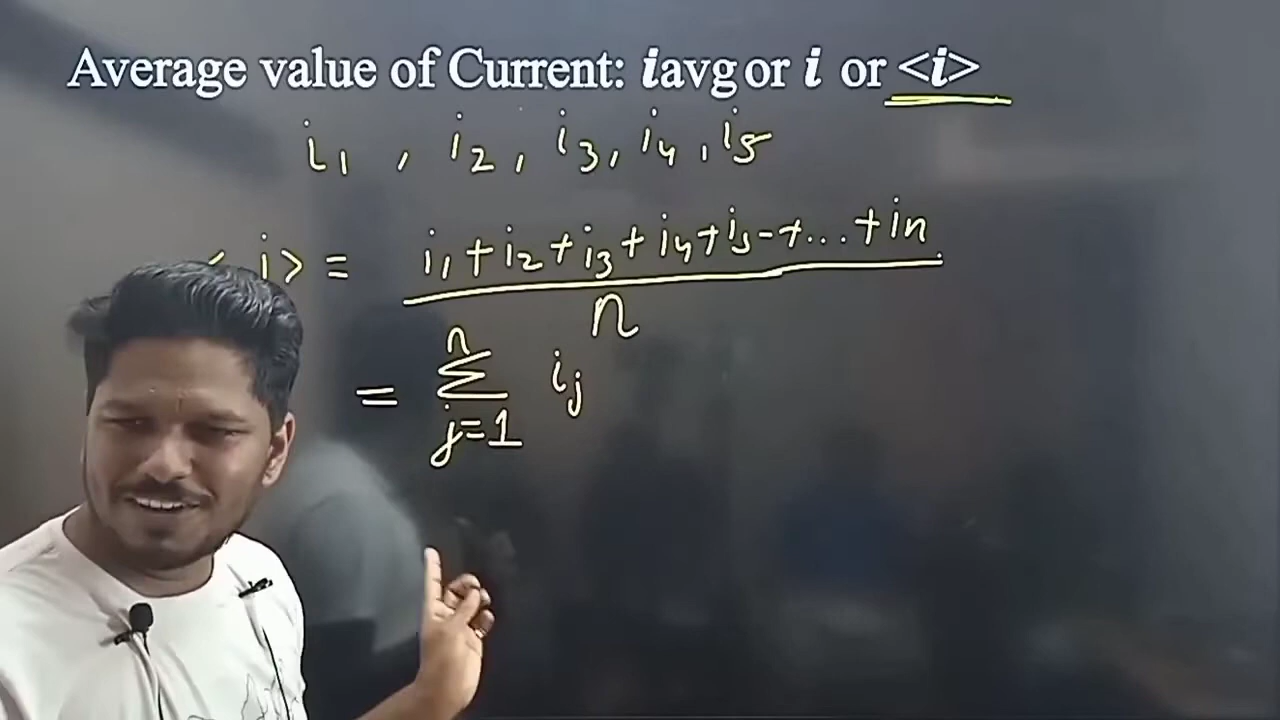 Average value of Current: iavg or i or <i>
i1 , i2 , i3 , i4 , i5
<i> = i1 + i2 + i3 + i4 + i5 - + ... + in
n
= n
∑ ij
j=1